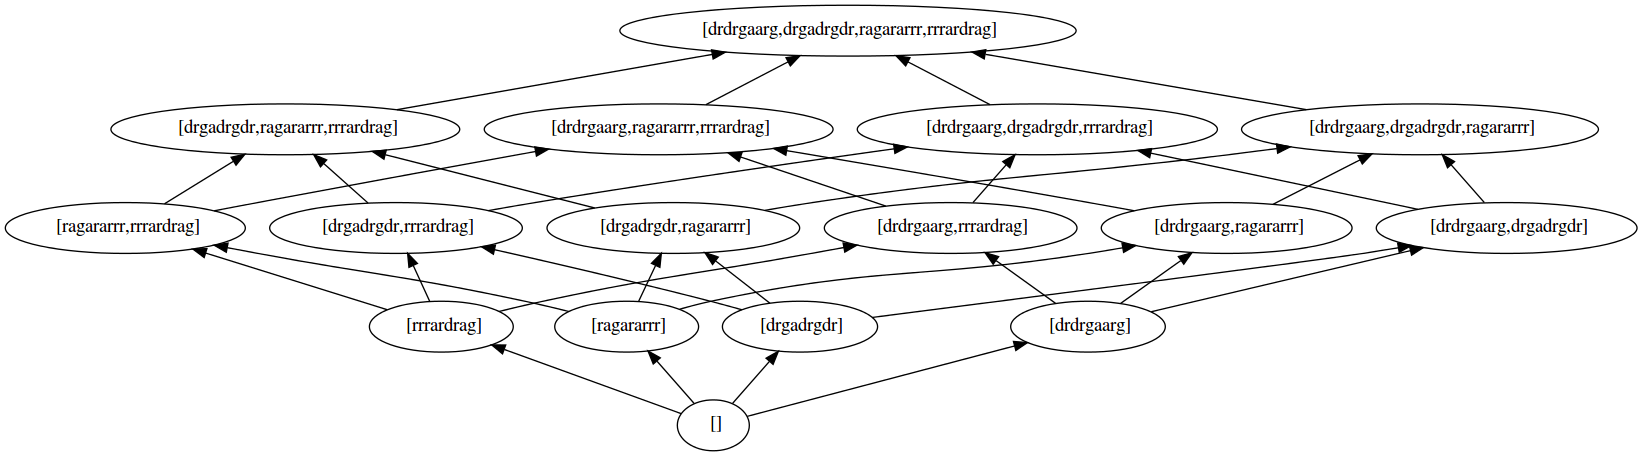 [drdrgaarg,drgadrgdr,ragararrr,rrrardrag]
[drgadrgdr,ragararrr,rrrardrag]
[drdrgaarg,ragararrr,rrrardrag]
[drdrgaarg,drgadrgdr,rrrardrag]
[drdrgaarg,drgadrgdr,ragararrr]
[ragararrr,rrrardrag]
[drgadrgdr,rrrardrag]
[drgadrgdr,ragararrr]
[drdrgaarg,rrrardrag]
[drdrgaarg,ragararrr]
[drdrgaarg,drgadrgdr]
[rrrardrag]
[ragararrr]
[drgadrgdr]
[drdrgaarg]
[]